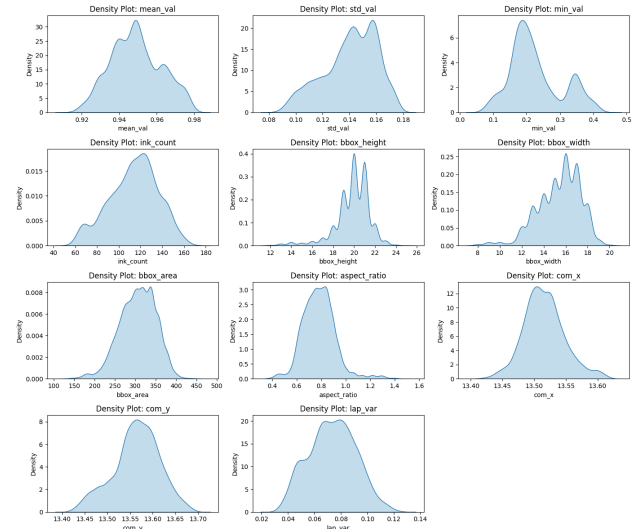 Density Plot: mean_val
Density
30
25
20
15
10
5
0
0.92 0.94 0.96 0.98
mean_val
Density Plot: std_val
Density
20
15
10
5
0
0.08 0.10 0.12 0.14 0.16 0.18
std_val
Density Plot: min_val
Density
6
4
2
0
0.0 0.1 0.2 0.3 0.4 0.5
min_val
Density Plot: ink_count
Density
0.015
0.010
0.005
0.000
40 60 80 100 120 140 160 180
ink_count
Density Plot: bbox_height
Density
0.4
0.3
0.2
0.1
0.0
12 14 16 18 20 22 24 26
bbox_height
Density Plot: bbox_width
Density
0.25
0.20
0.15
0.10
0.05
0.00
8 10 12 14 16 18 20
bbox_width
Density Plot: bbox_area
Density
0.008
0.006
0.004
0.002
0.000
100 150 200 250 300 350 400 450 500
bbox_area
Density Plot: aspect_ratio
Density
3.0
2.5
2.0
1.5
1.0
0.5
0.0
0.4 0.6 0.8 1.0 1.2 1.4 1.6
aspect_ratio
Density Plot: com_x
Density
12
10
8
6
4
2
0
13.40 13.45 13.50 13.55 13.60
com_x
Density Plot: com_y
Density
8
6
4
2
0
13.40 13.45 13.50 13.55 13.60 13.65 13.70
com_y
Density Plot: lap_var
Density
20
15
10
5
0
0.02 0.04 0.06 0.08 0.10 0.12 0.14
lap_var